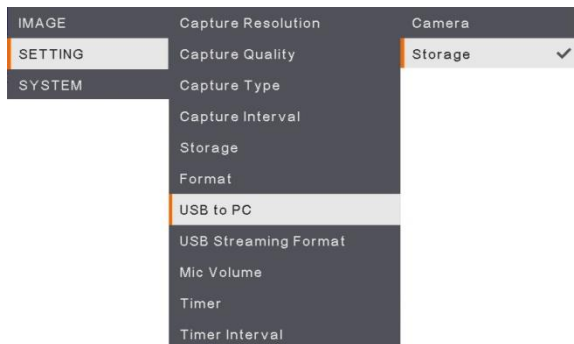 IMAGE
SETTING
SYSTEM
Capture Resolution
Capture Quality
Capture Type
Capture Interval
Storage
Format
USB to PC
USB Streaming Format
Mic Volume
Timer
Timer Interval
Camera
Storage